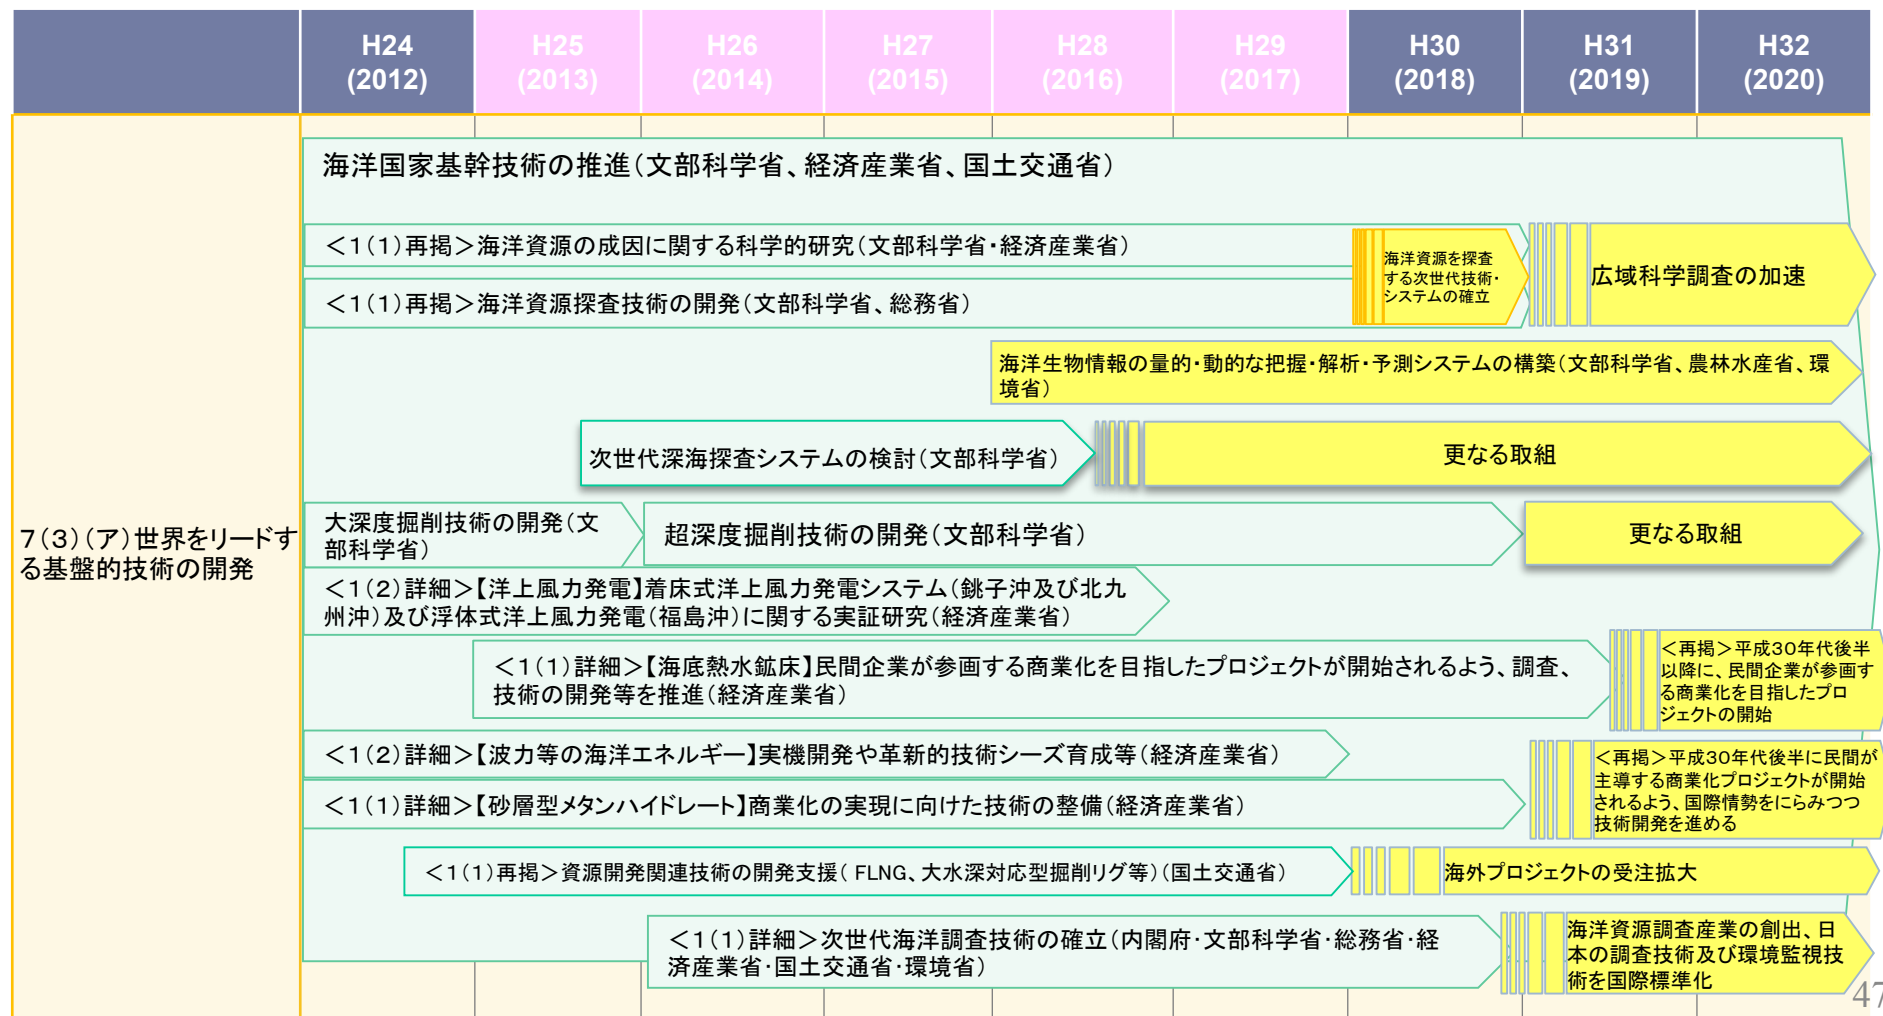 H24
(2012)
H25
(2013)
H26
(2014)
H27
(2015)
H28
(2016)
H29
(2017)
H30
(2018)
H31
(2019)
H32
(2020)
7(3)(ア)世界をリードす
る基盤的技術の開発
海洋国家基幹技術の推進(文部科学省、経済産業省、国土交通省)
<1(1)再掲>海洋資源の成因に関する科学的研究(文部科学省・経済産業省)
<1(1)再掲>海洋資源探査技術の開発(文部科学省、総務省)
海洋資源を探査
する次世代技術・
システムの確立
広域科学調査の加速
海洋生物情報の量的・動的な把握・解析・予測システムの構築(文部科学省、農林水産省、環
境省)
次世代深海探査システムの検討(文部科学省)
更なる取組
大深度掘削技術の開発(文
部科学省)
超深度掘削技術の開発(文部科学省)
更なる取組
<1(2)詳細>【洋上風力発電】着床式洋上風力発電システム(銚子沖及び北九
州沖)及び浮体式洋上風力発電(福島沖)に関する実証研究(経済産業省)
<1(1)詳細>【海底熱水鉱床】民間企業が参画する商業化を目指したプロジェクトが開始されるよう、調査、
技術の開発等を推進(経済産業省)
<再掲>平成30年代後半
以降に、民間企業が参画す
る商業化を目指したプロ
ジェクトの開始
<1(2)詳細>【波力等の海洋エネルギー】実機開発や革新的技術シーズ育成等(経済産業省)
<1(1)詳細>【砂層型メタンハイドレート】商業化の実現に向けた技術の整備(経済産業省)
<再掲>平成30年代後半に民間が
主導する商業化プロジェクトが開始
されるよう、国際情勢をにらみつつ
技術開発を進める
<1(1)再掲>資源開発関連技術の開発支援( FLNG、大水深対応型掘削リグ等)(国土交通省)
海外プロジェクトの受注拡大
<1(1)詳細>次世代海洋調査技術の確立(内閣府・文部科学省・総務省・経
済産業省・国土交通省・環境省)
海洋資源調査産業の創出、日
本の調査技術及び環境監視技
術を国際標準化
47